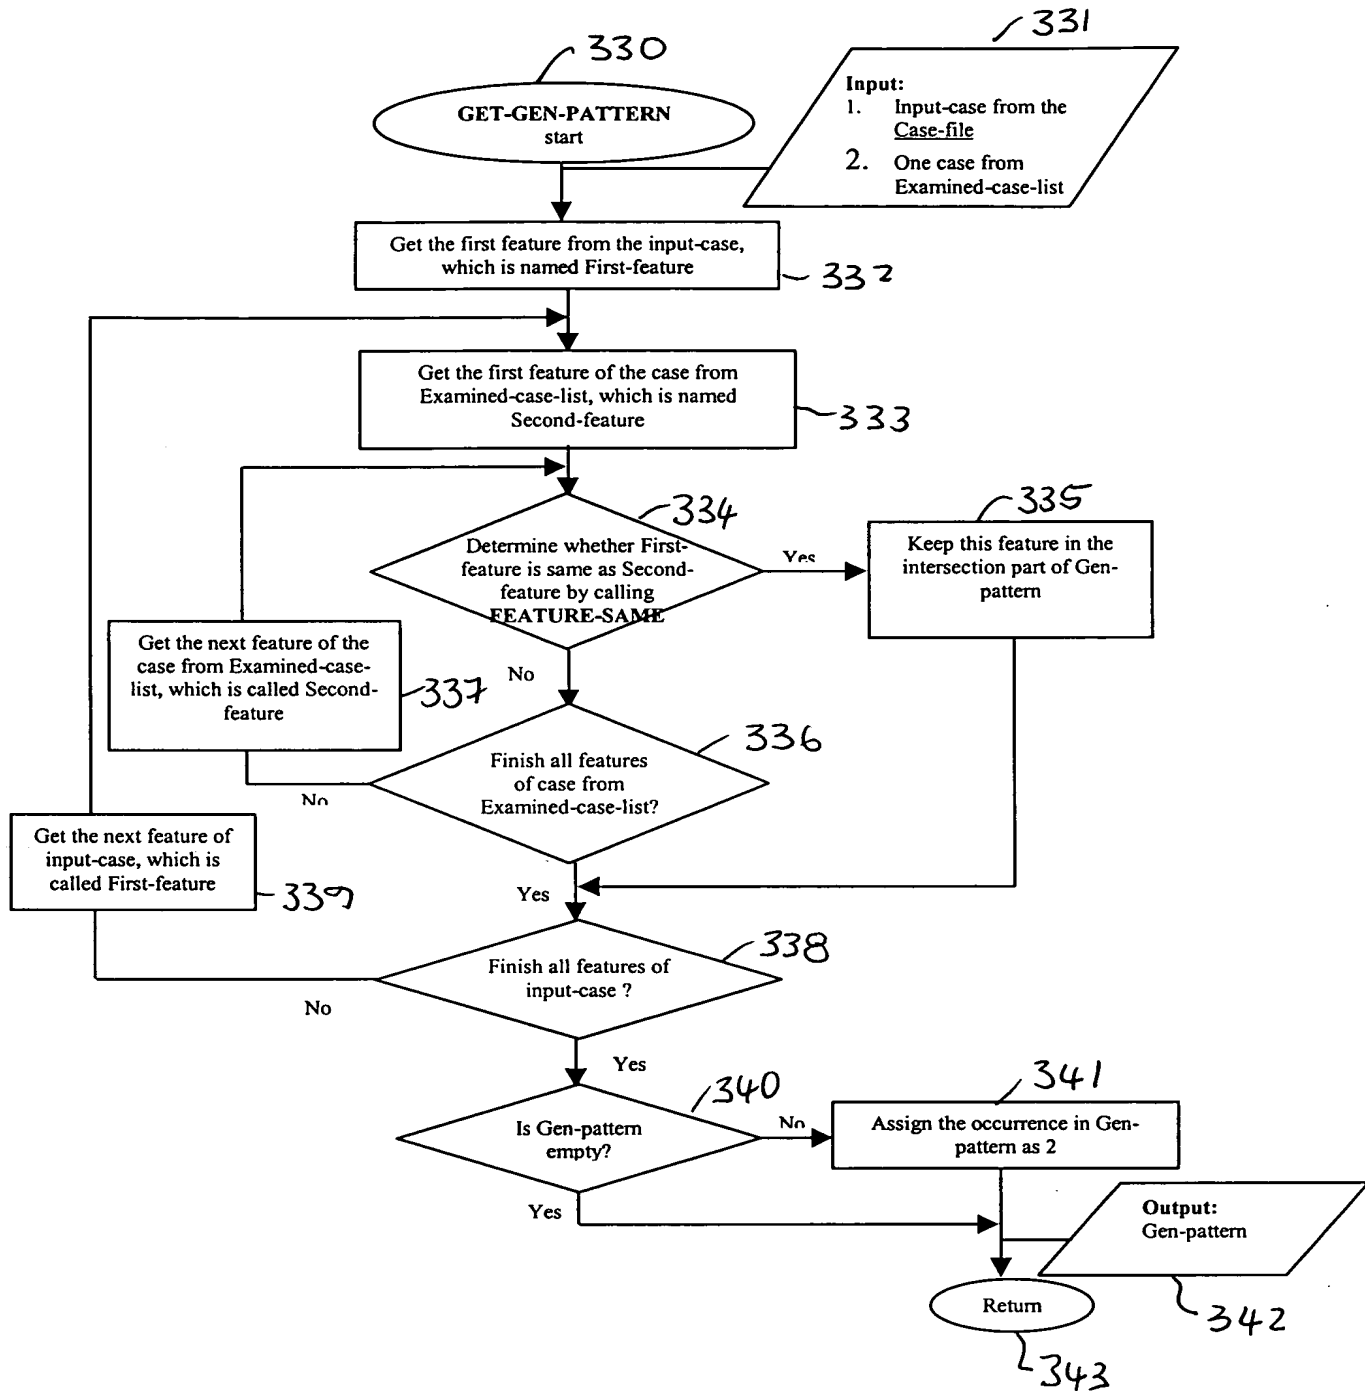 330
331
GET-GEN-PATTERN
start
Input:
1. Input-case from the
Case-file
2. One case from
Examined-case-list
Get the first feature from the input-case,
which is named First-feature
332
Get the first feature of the case from
Examined-case-list, which is named
Second-feature
333
334
335
Determine whether First-
feature is same as Second-
feature by calling
FEATURE-SAME
Yes
Keep this feature in the
intersection part of Gen-
pattern
Get the next feature of the
case from Examined-case-
list, which is called Second-
feature
337
No
336
Finish all features
of case from
Examined-case-list?
No
Get the next feature of
input-case, which is
called First-feature
339
Yes
338
Finish all features of
input-case ?
No
Yes
340
341
Is Gen-pattern
empty?
No
Assign the occurrence in Gen-
pattern as 2
Yes
Output:
Gen-pattern
342
Return
343